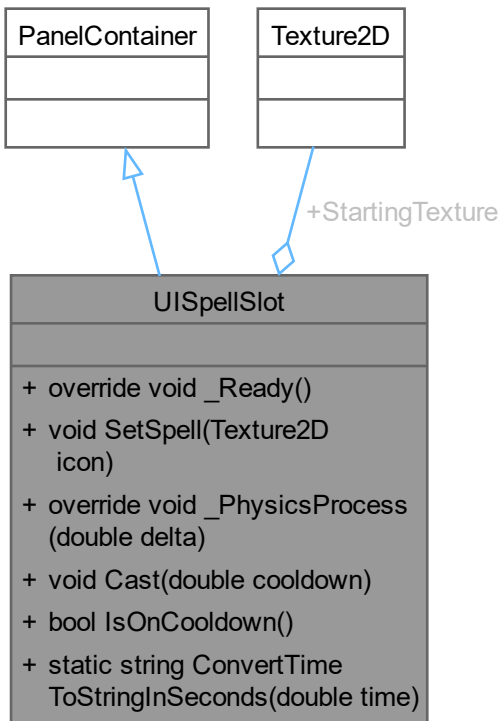 PanelContainer
Texture2D
+StartingTexture
UISpellSlot
+ override void _Ready()
+ void SetSpell(Texture2D
icon)
+ override void _PhysicsProcess
(double delta)
+ void Cast(double cooldown)
+ bool IsOnCooldown()
+ static string ConvertTime
ToStringInSeconds(double time)